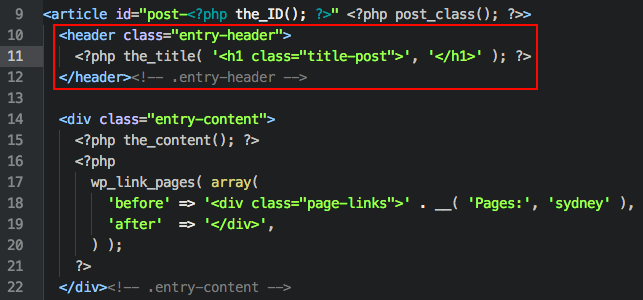 9 <article id="post-<?php the_ID(); ?>" <?php post_class(); ?>>
10 <header class="entry-header">
11 <?php the_title( '<h1 class="title-post">', '</h1>' ); ?>
12 </header><!-- .entry-header -->
13
14 <div class="entry-content">
15 <?php the_content(); ?>
16 <?php
17 wp_link_pages( array(
18 'before' => '<div class="page-links">' . __( 'Pages:', 'sydney' ),
19 'after'  => '</div>',
20 ) );
21 ?>
22 </div><!-- .entry-content -->